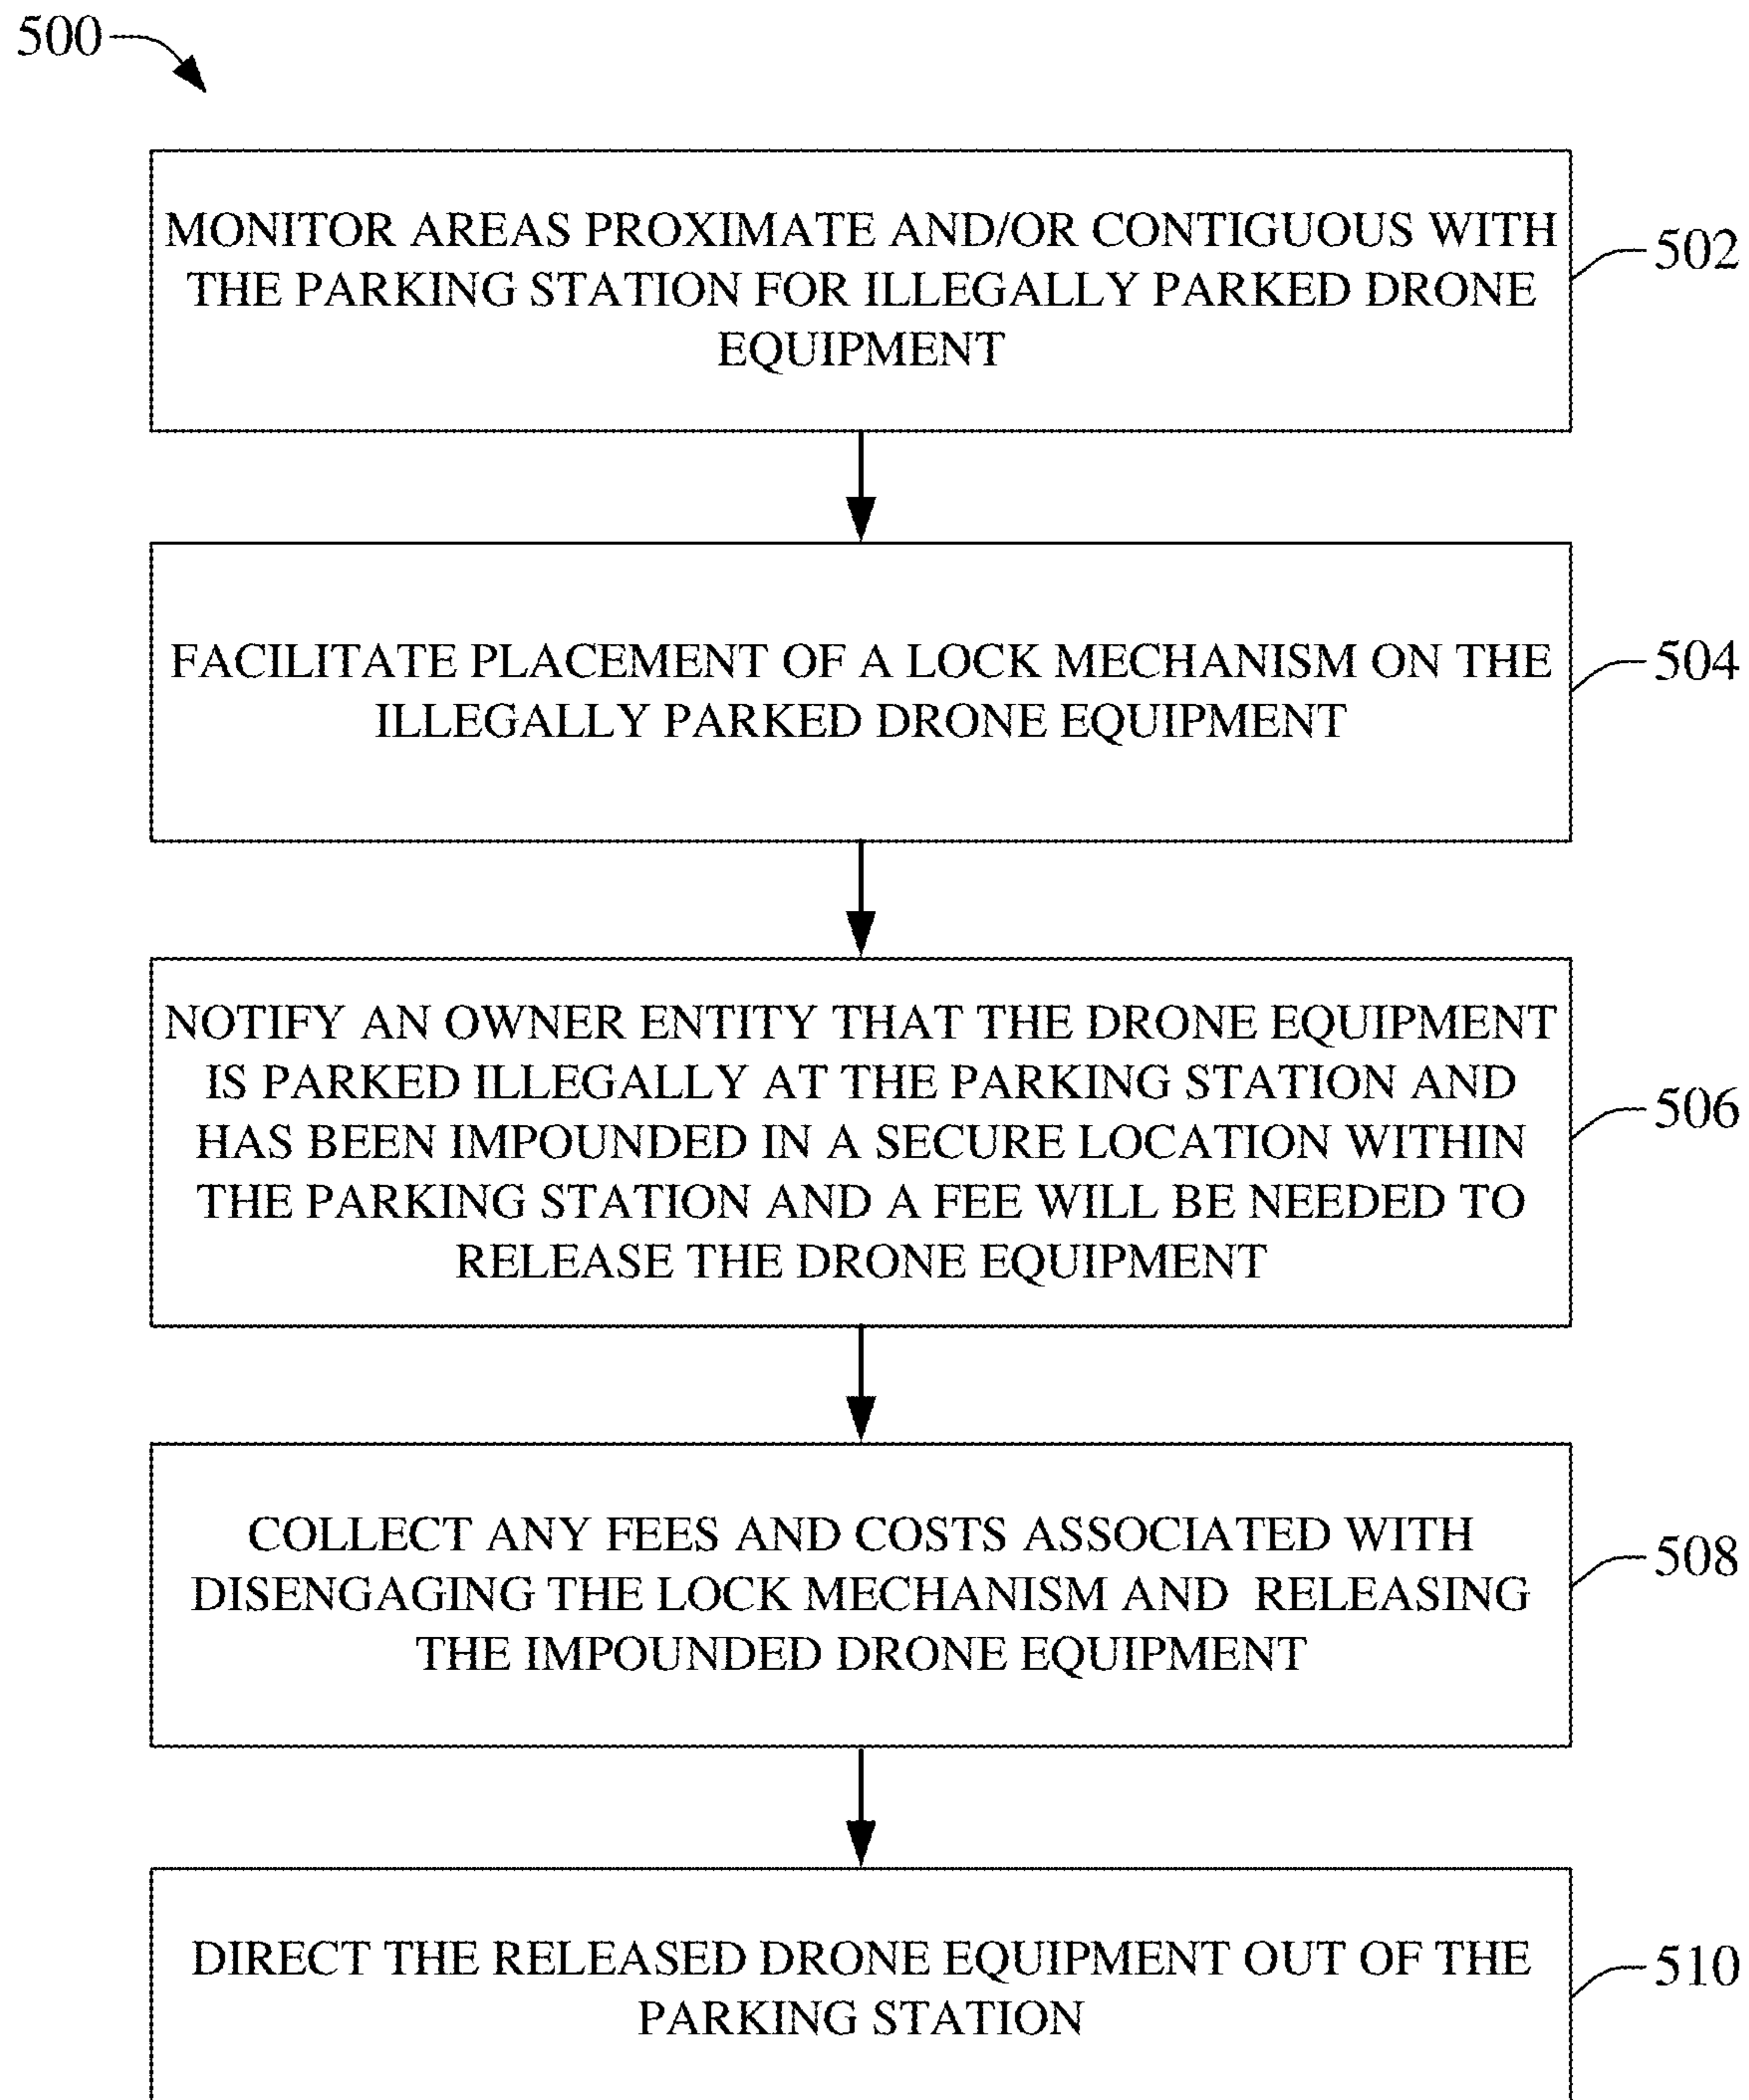 500
MONITOR AREAS PROXIMATE AND/OR CONTIGUOUS WITH
THE PARKING STATION FOR ILLEGALLY PARKED DRONE
EQUIPMENT
502
FACILITATE PLACEMENT OF A LOCK MECHANISM ON THE
ILLEGALLY PARKED DRONE EQUIPMENT
504
NOTIFY AN OWNER ENTITY THAT THE DRONE EQUIPMENT
IS PARKED ILLEGALLY AT THE PARKING STATION AND
HAS BEEN IMPOUNDED IN A SECURE LOCATION WITHIN
THE PARKING STATION AND A FEE WILL BE NEEDED TO
RELEASE THE DRONE EQUIPMENT
506
COLLECT ANY FEES AND COSTS ASSOCIATED WITH
DISENGAGING THE LOCK MECHANISM AND RELEASING
THE IMPOUNDED DRONE EQUIPMENT
508
DIRECT THE RELEASED DRONE EQUIPMENT OUT OF THE
PARKING STATION
510